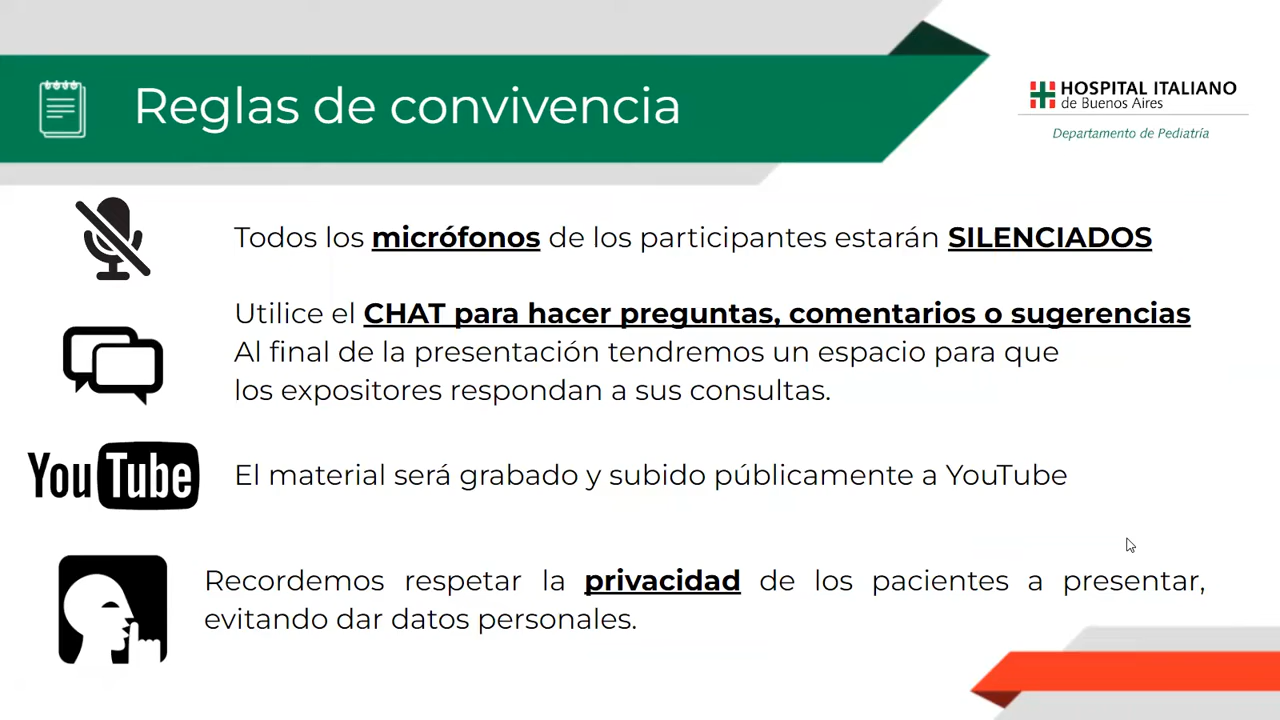 Reglas de convivencia
HOSPITAL ITALIANO
de Buenos Aires
Departamento de Pediatría
Todos los micrófonos de los participantes estarán SILENCIADOS
Utilice el CHAT para hacer preguntas, comentarios o sugerencias
Al final de la presentación tendremos un espacio para que
los expositores respondan a sus consultas.
YouTube
El material será grabado y subido públicamente a YouTube
Recordemos respetar la privacidad de los pacientes a presentar,
evitando dar datos personales.